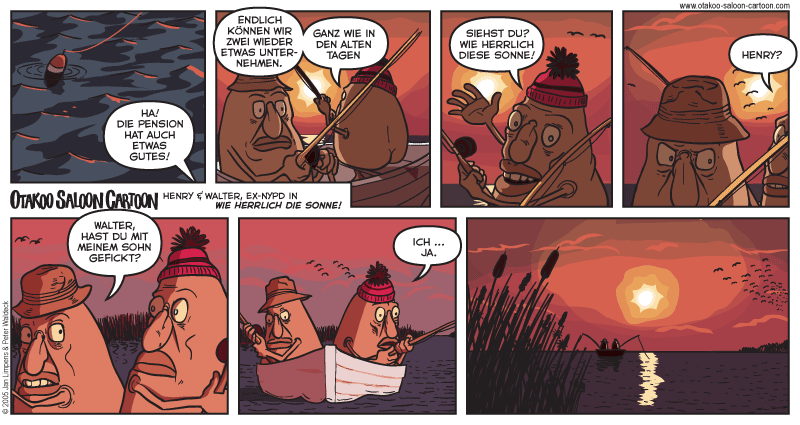 www.otakoo-saloon-cartoon.com
HA!
DIE PENSION
HAT AUCH
ETWAS
GUTES!
ENDLICH
KÖNNEN WIR
ZWEI WIEDER
ETWAS UNTER-
NEHMEN.
GANZ WIE IN
DEN ALTEN
TAGEN
SIEHST DU?
WIE HERRLICH
DIESE SONNE!
HENRY?
OTAKOO SALOON CARTOON
HENRY & WALTER, EX-NYPD IN
WIE HERRLICH DIE SONNE!
WALTER,
HAST DU MIT
MEINEM SOHN
GEFICKT?
ICH ...
JA.
© 2005 Jan Limpens & Peter Waldeck